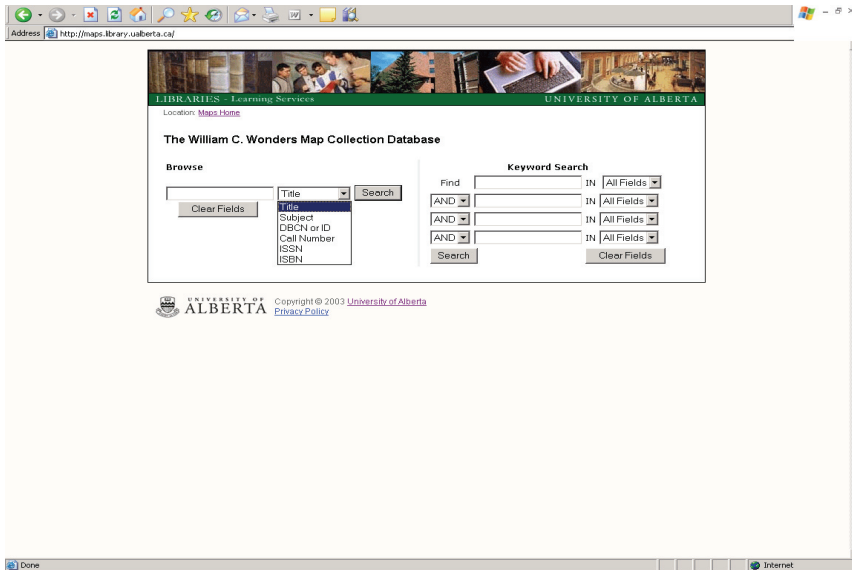 Address http://maps.library.ualberta.ca/
LIBRARIES - Learning Services UNIVERSITY OF ALBERTA
Location: Maps Home
The William C. Wonders Map Collection Database
Browse
Title Search
Clear Fields
Title
Subject
DBCN or ID
Call Number
ISSN
ISBN
Keyword Search
Find IN All Fields
AND IN All Fields
AND IN All Fields
AND IN All Fields
Search Clear Fields
UNIVERSITY OF
ALBERTA
Copyright © 2003 University of Alberta
Privacy Policy
Done Internet